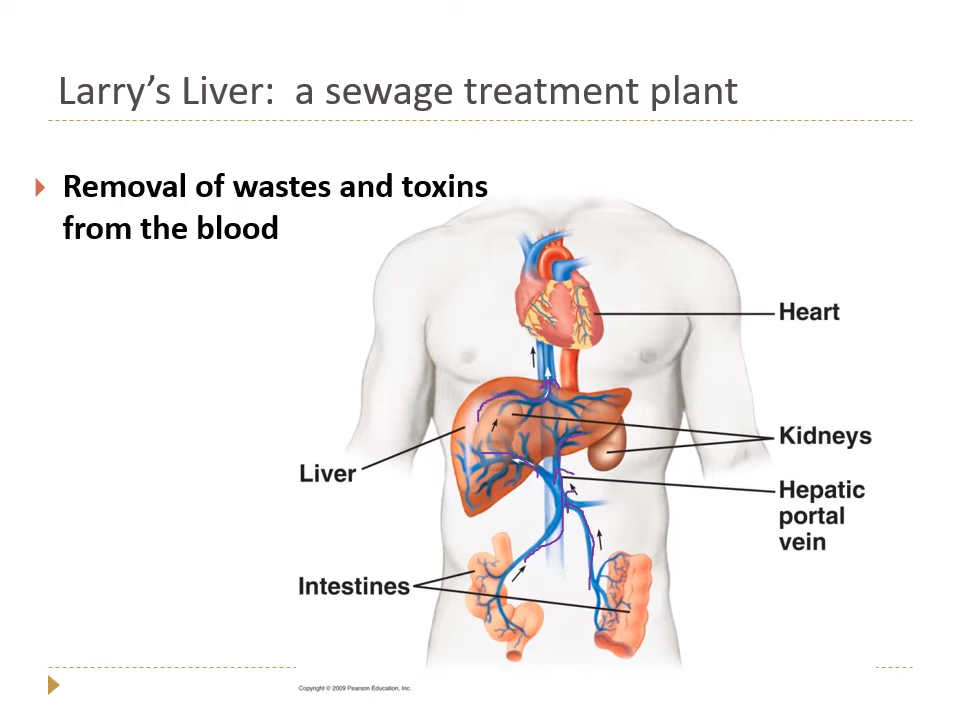 Larry’s Liver:  a sewage treatment plant
Removal of wastes and toxins
from the blood
Heart
Kidneys
Liver
Hepatic
portal
vein
Intestines
Copyright © 2009 Pearson Education, Inc.